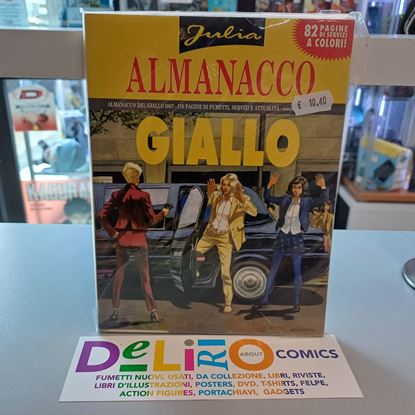 Julia
82 PAGINE
DI SERVIZI
A COLORI!
ALMANACCO
ALMANACCO DEL GIALLO 2007 - 176 PAGINE DI FUMETTI, SERVIZI E ATTUALITÀ
€ 10,40
GIALLO
DeLiRiO ABOUT COMICS
FUMETTI NUOVI, USATI, DA COLLEZIONE, LIBRI, RIVISTE,
LIBRI D'ILLUSTRAZIONI, POSTERS, DVD, T-SHIRTS, FELPE,
ACTION FIGURES, PORTACHIAVI, GADGETS